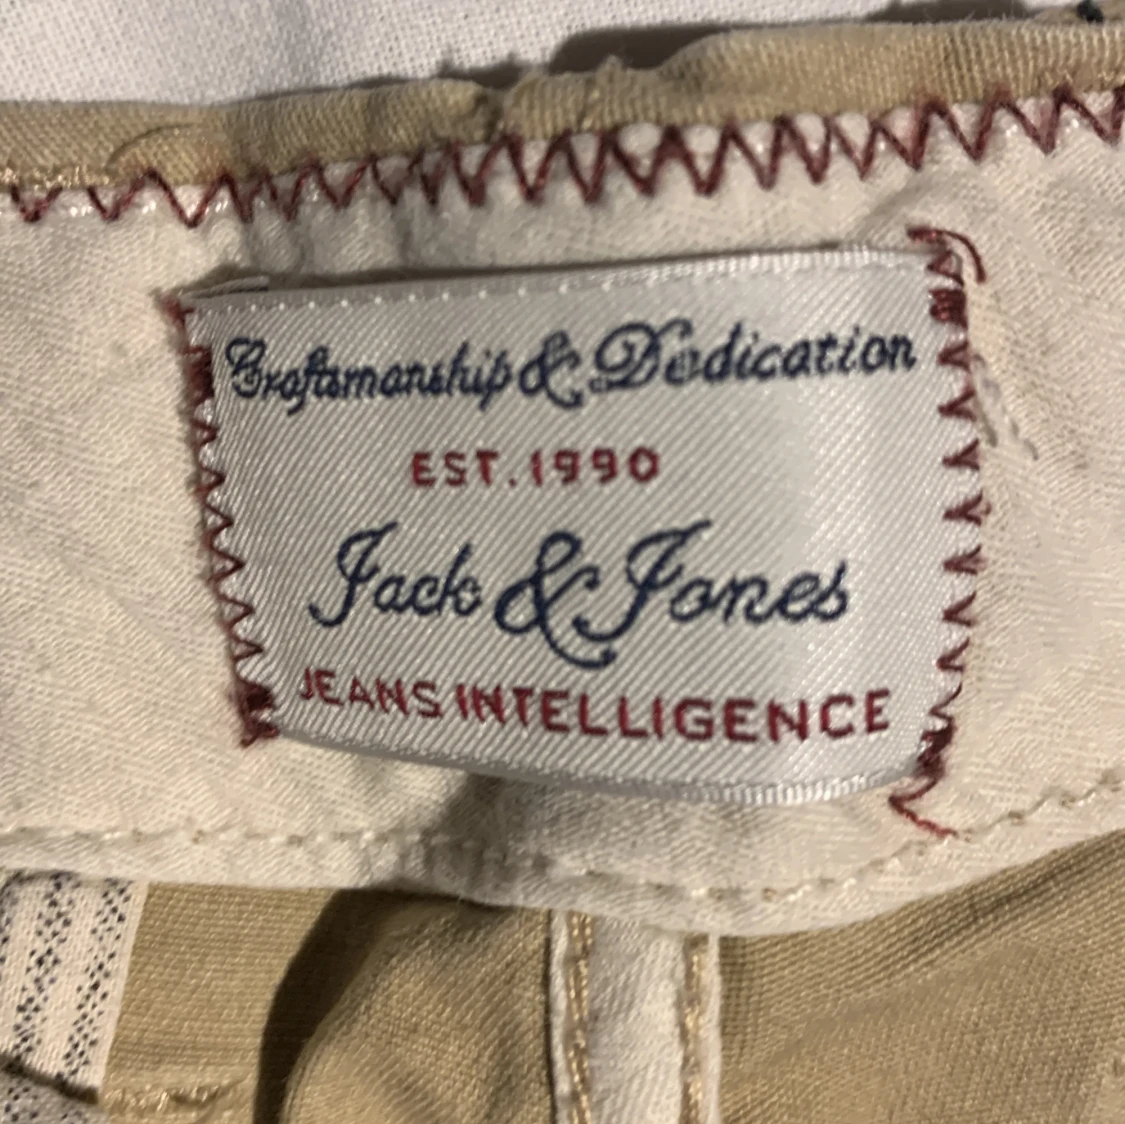 Craftsmanship & Dedication
EST. 1990
Jack & Jones
JEANS INTELLIGENCE